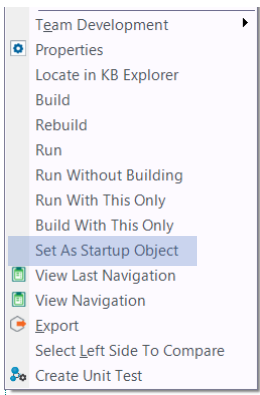 Team Development
Properties
Locate in KB Explorer
Build
Rebuild
Run
Run Without Building
Run With This Only
Build With This Only
Set As Startup Object
View Last Navigation
View Navigation
Export
Select Left Side To Compare
Create Unit Test